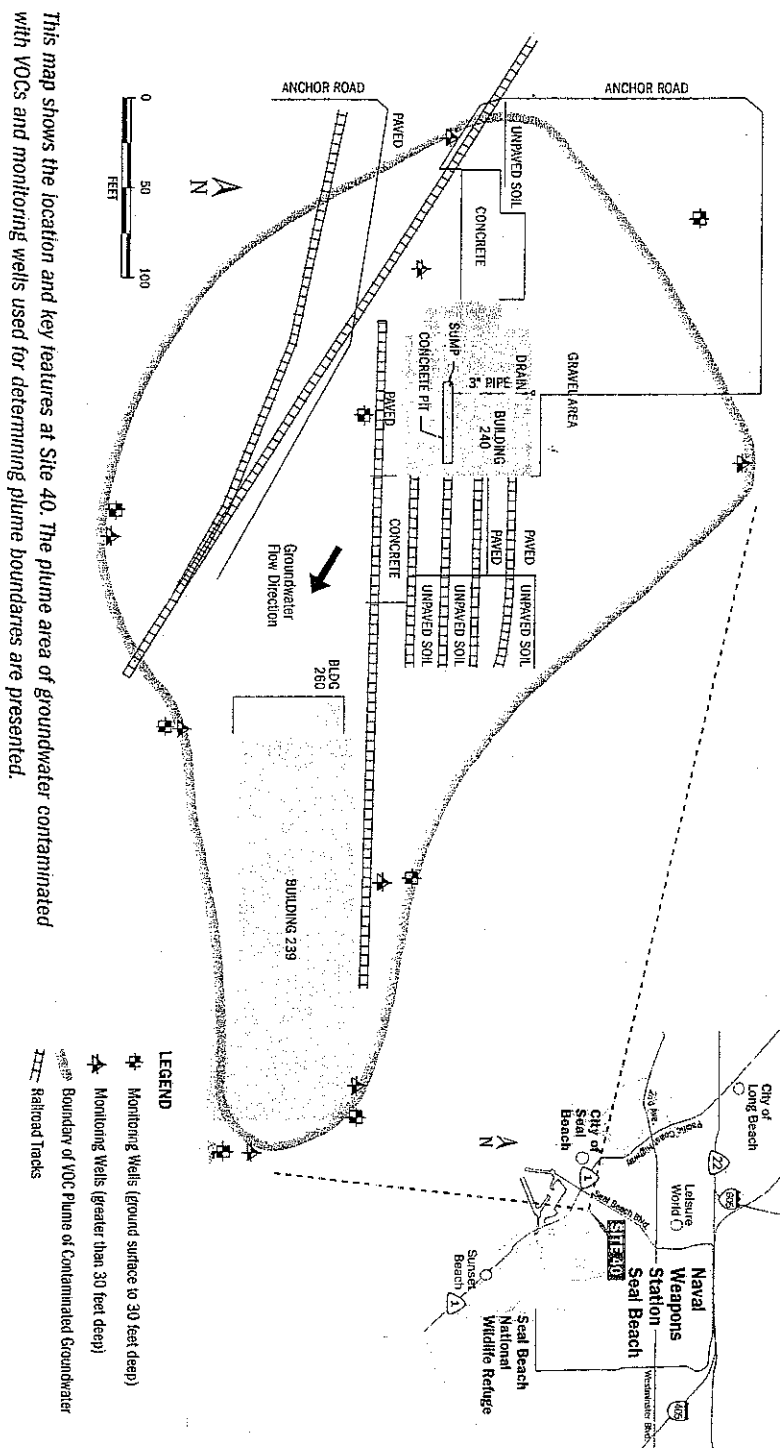 This map shows the location and key features at Site 40. The plume area of groundwater contaminated
with VOCs and monitoring wells used for determining plume boundaries are presented.
ANCHOR ROAD
ANCHOR ROAD
UNPAVED SOIL
PAVED
CONCRETE
GRAVEL AREA
DRAIN
3" PIPE
SUMP
CONCRETE PIT
BUILDING
240
PAVED
PAVED
PAVED
CONCRETE
UNPAVED SOIL
UNPAVED SOIL
UNPAVED SOIL
Groundwater
Flow Direction
BLDG
260
BUILDING 239
N
0
50
100
FEET
City of
Long Beach
Pacific Coast Highway
22
605
Leisure
World
Seal Beach Blvd.
City of
Seal
Beach
1
SITE 40
Naval
Weapons
Station
Seal Beach
Westminster Blvd.
405
Sunset
Beach
1
Seal Beach
National
Wildlife Refuge
N
LEGEND
Monitoring Wells (ground surface to 30 feet deep)
Monitoring Wells (greater than 30 feet deep)
Boundary of VOC Plume of Contaminated Groundwater
Railroad Tracks